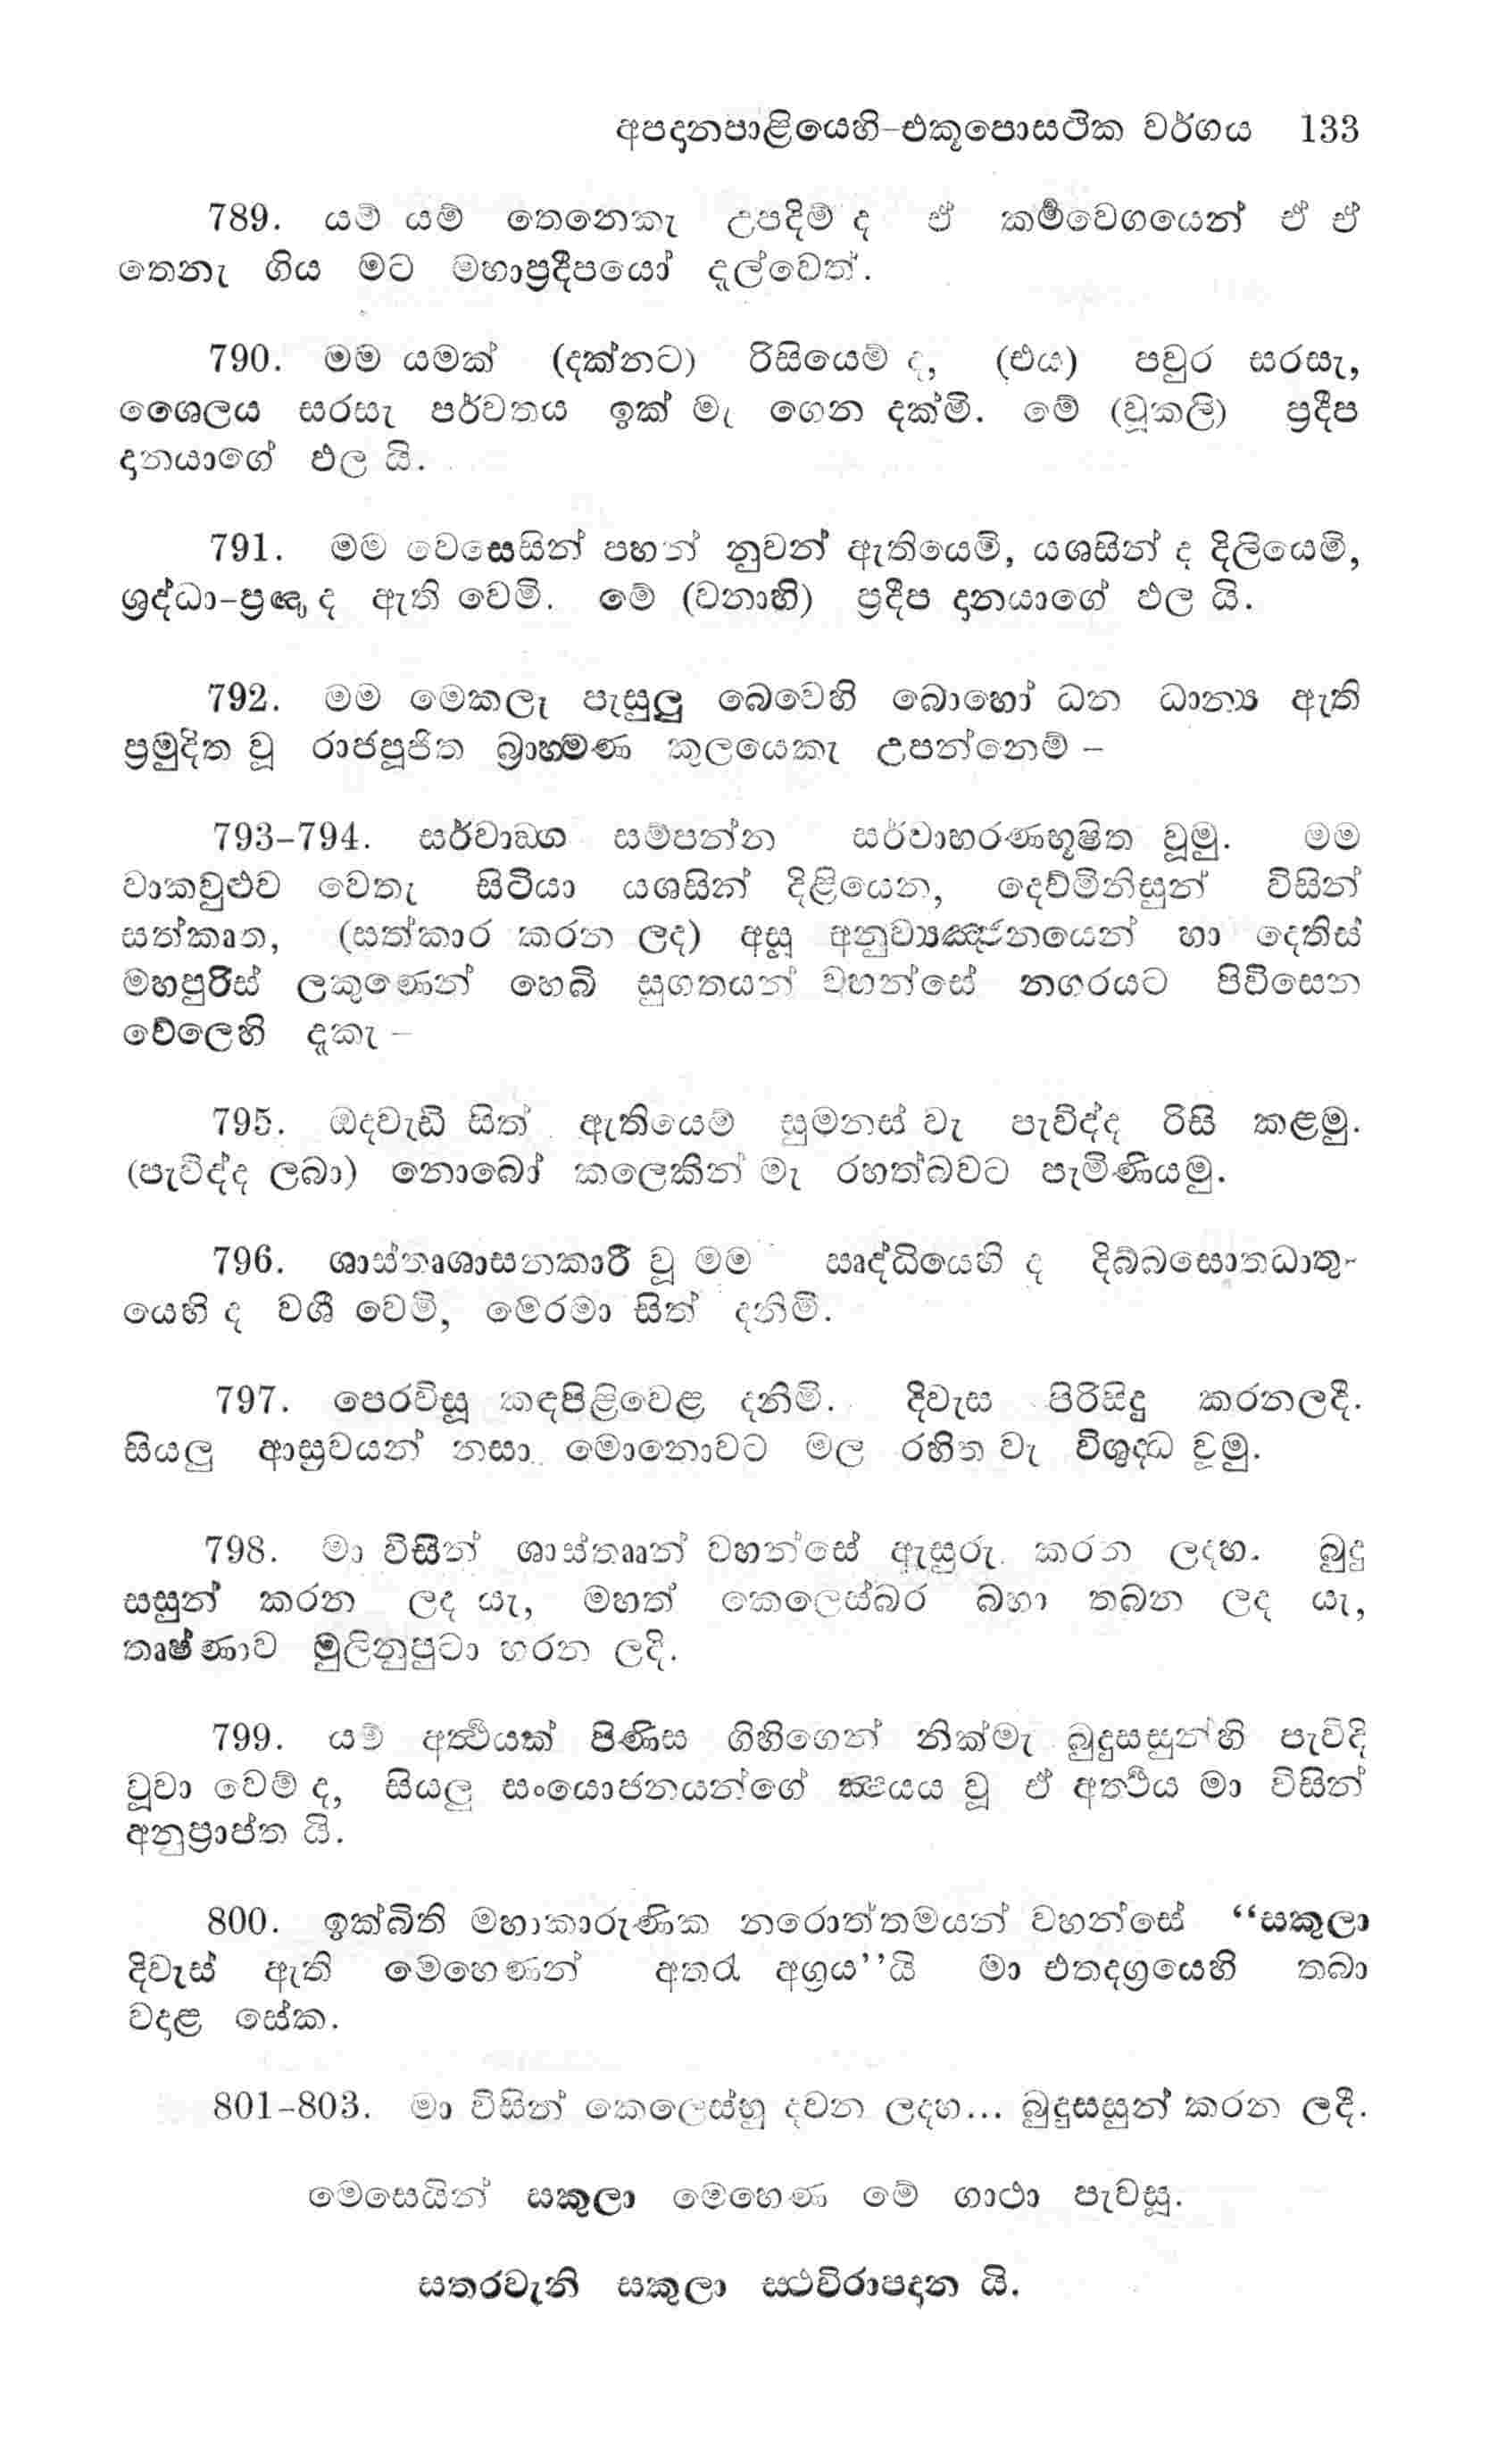 අපදානපාළියෙහි–එකූපොසථික වර්ගය 133
789. යම් යම් තෙනෙකැ උපදිම් ද ඒ කර්‍මවෙගයෙන් ඒ ඒ
තෙනැ ගිය මට මහාප්‍රදීපයෝ දැල්වෙත්.
790. මම යමක් (දක්නට) රිසියෙම් ද, (එය) පවුර සරසැ,
ශෛලය සරසැ පර්වතය ඉක් මැ ගෙන දක්මි. මේ (වූකලි) ප්‍රදීප
දානයාගේ ඵල යි.
791. මම වෙසෙසින් පහන් නුවන් ඇතියෙමි, යශසින් ද දිලියෙමි,
ශ්‍රද්ධා–ප්‍රඥා ද ඇති වෙමි. මේ (වනාහි) ප්‍රදීප දානයාගේ ඵල යි.
792. මම මෙකලැ පැසුලු බෙවෙහි බොහෝ ධන ධාන්‍ය ඇති
ප්‍රමුදිත වූ රාජපූජිත බ්‍රාහ්මණ කුලයෙකැ උපන්නෙම් –
793–794. සර්වාඞ්ග සම්පන්න සර්වාභරණභූෂිත වූමු. මම
වාකවුළුව වෙතැ සිටියා යශසින් දිළියෙන, දෙව්මිනිසුන් විසින්
සත්කෘත, (සත්කාර කරන ලද) අසූ අනුව්‍යඤ්ජනයෙන් හා දෙතිස්
මහපුරිස් ලකුණෙන් හෙබි සුගතයන් වහන්සේ නගරයට පිවිසෙන
වේලෙහි දැකැ –
795. ඔදවැඩි සිත් ඇතියෙම් සුමනස් වැ පැවිද්ද රිසි කළමු.
(පැවිද්ද ලබා) නොබෝ කලෙකින් මැ රහත්බවට පැමිණියමු.
796. ශාස්තෘශාසනකාරී වූ මම ඍද්ධියෙහි ද දිබ්බසොතධාතු-
යෙහි ද වශී වෙමි, මෙරමා සිත් දනිමි.
797. පෙරවිසූ කඳපිළිවෙළ දනිමි. දිවැස පිරිසිදු කරනලදී.
සියලු ආස්‍රවයන් නසා මොනොවට මල රහිත වැ විශුද්ධ වූමු.
798. මා විසින් ශාස්තෲන් වහන්සේ ඇසුරු කරන ලදහ. බුදු
සසුන් කරන ලද යැ, මහත් කෙලෙස්බර බහා තබන ලද යැ,
තෘෂ්ණාව මුලිනුපුටා හරන ලදි.
799. යම් අර්‍ත්‍ථයක් පිණිස ගිහිගෙන් නික්මැ බුදුසසුන්හි පැවිදි
වූවා වෙම් ද, සියලු සංයොජනයන්ගේ ක්‍ෂයය වූ ඒ අර්‍ත්‍ථය මා විසින්
අනුප්‍රාප්ත යි.
800. ඉක්බිති මහාකාරුණික නරොත්තමයන් වහන්සේ “සකුලා
දිවැස් ඇති මෙහෙණන් අතරැ අග්‍රය”යි මා එතදග්‍රයෙහි තබා
වදාළ සේක.
801–803. මා විසින් කෙලෙස්හු දවන ලදහ... බුදුසසුන් කරන ලදී.
මෙසෙයින් සකුලා මෙහෙණ මේ ගාථා පැවසූ.
සතරවැනි සකුලා ස්ථවිරාපදාන යි.